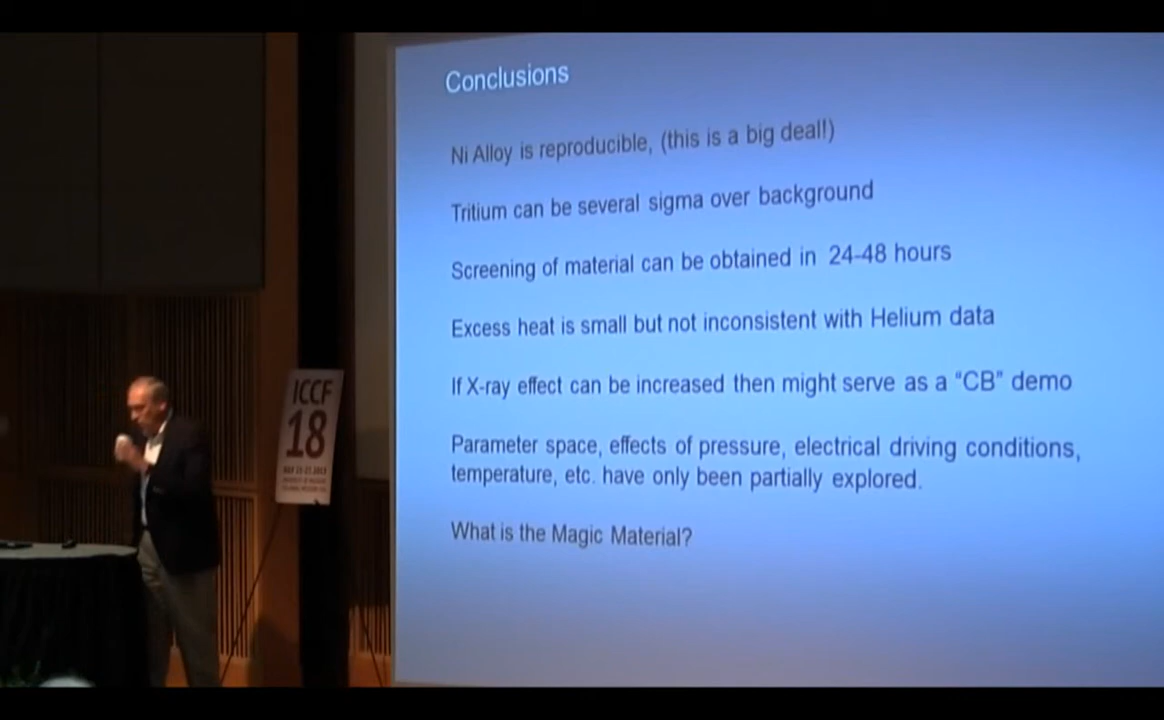 Conclusions
Ni Alloy is reproducible, (this is a big deal!)
Tritium can be several sigma over background
Screening of material can be obtained in 24-48 hours
Excess heat is small but not inconsistent with Helium data
If X-ray effect can be increased then might serve as a “CB” demo
Parameter space, effects of pressure, electrical driving conditions,
temperature, etc. have only been partially explored.
What is the Magic Material?
ICCF
18